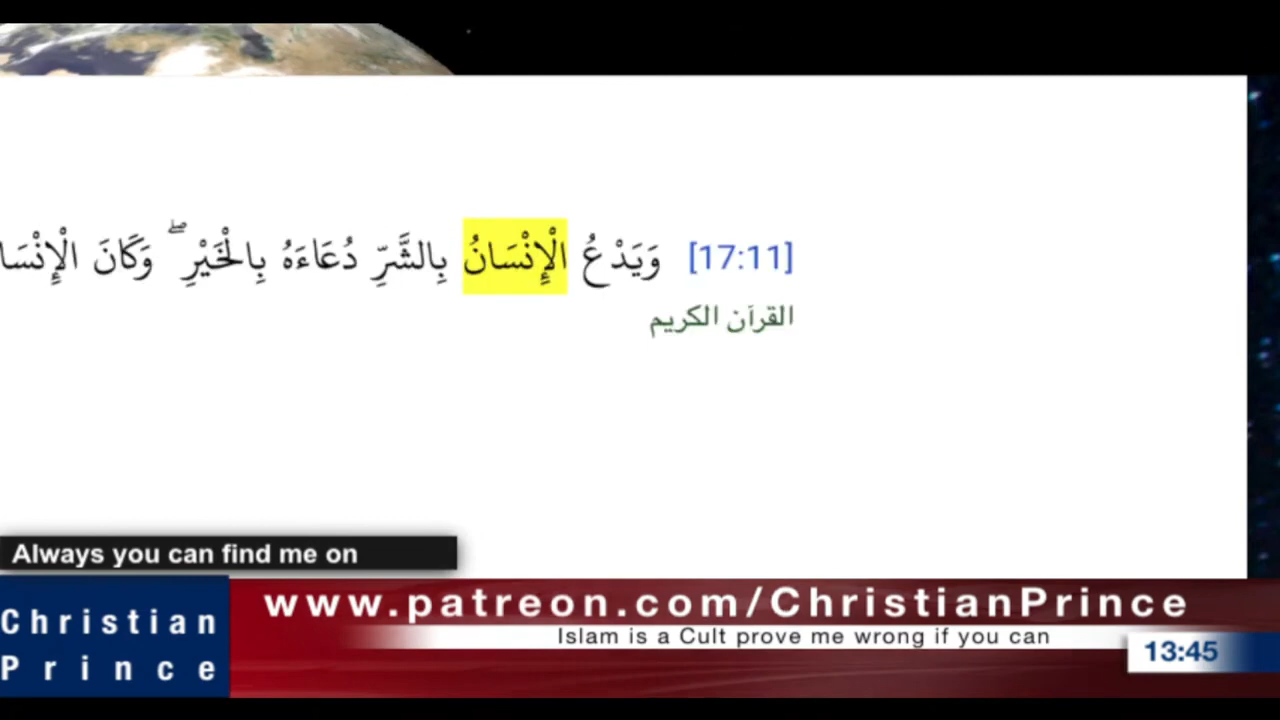 [17:11] وَيَدْعُ الْإِنْسَانُ بِالشَّرِّ دُعَاءَهُ بِالْخَيْرِ ۖ وَكَانَ الْإِنْسَا
القرآن الكريم
Always you can find me on
Christian
Prince
www.patreon.com/ChristianPrince
Islam is a Cult prove me wrong if you can
13:45